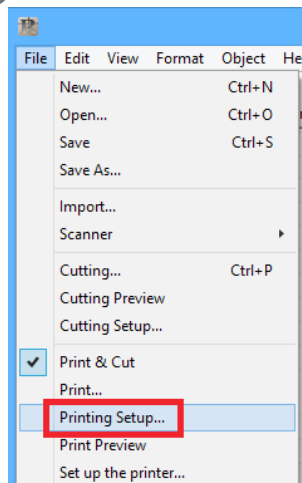 File Edit View Format Object He
New... Ctrl+N
Open... Ctrl+O
Save Ctrl+S
Save As...
Import...
Scanner
Cutting... Ctrl+P
Cutting Preview
Cutting Setup...
Print & Cut
Print...
Printing Setup...
Print Preview
Set up the printer...